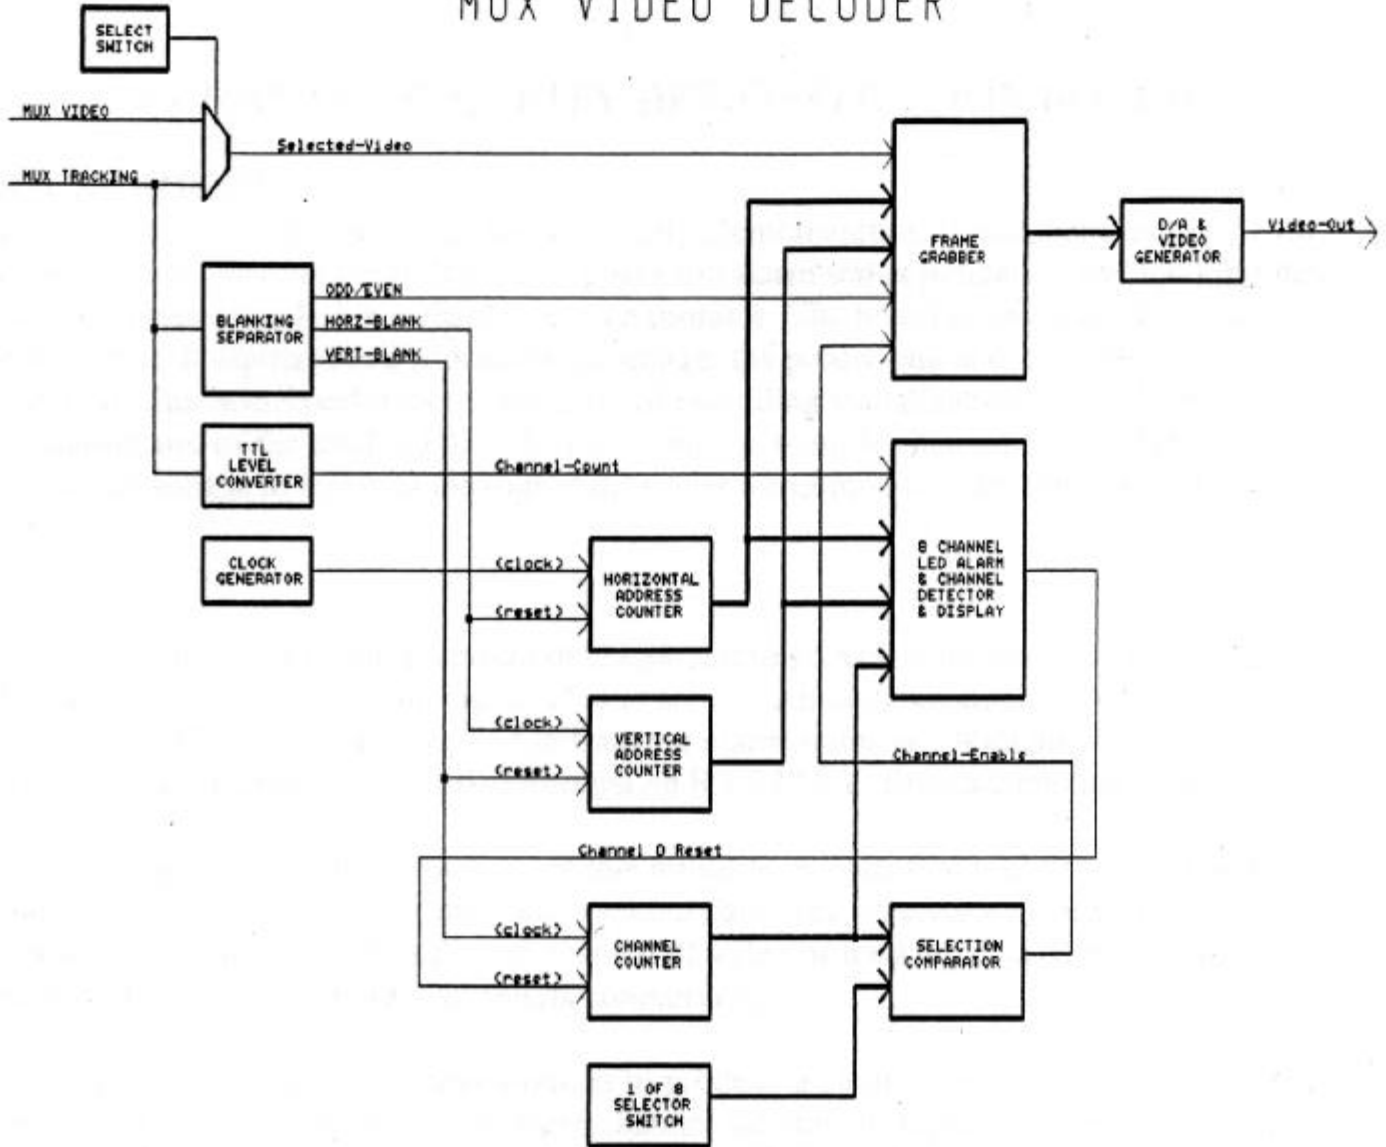 MUX VIDEO DECODER
SELECT
SWITCH
MUX VIDEO
MUX TRACKING
Selected-Video
FRAME
GRABBER
D/A &
VIDEO
GENERATOR
Video-Out
BLANKING
SEPARATOR
ODD/EVEN
HORZ-BLANK
VERT-BLANK
TTL
LEVEL
CONVERTER
Channel-Count
CLOCK
GENERATOR
(clock)
(reset)
HORIZONTAL
ADDRESS
COUNTER
8 CHANNEL
LED ALARM
& CHANNEL
DETECTOR
& DISPLAY
(clock)
(reset)
VERTICAL
ADDRESS
COUNTER
Channel-Enable
Channel 0 Reset
(clock)
(reset)
CHANNEL
COUNTER
SELECTION
COMPARATOR
1 OF 8
SELECTOR
SWITCH